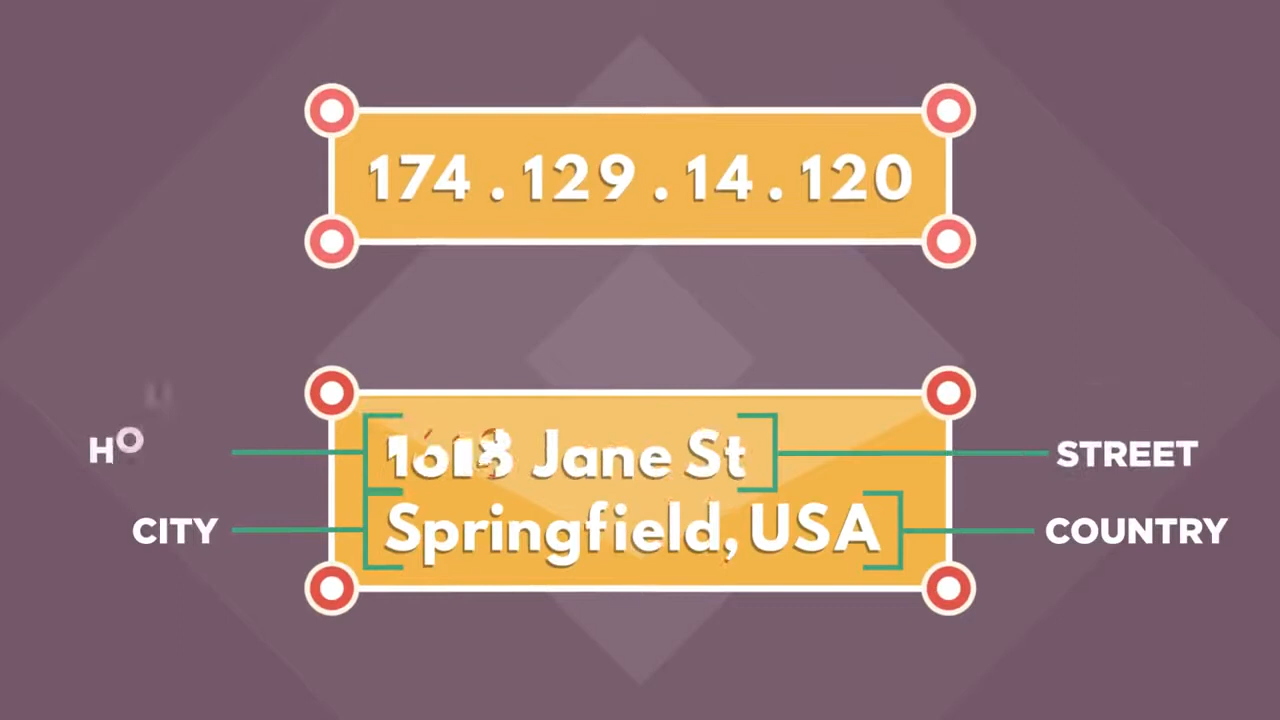 174 . 129 . 14 . 120
Jane St
STREET
CITY
Springfield, USA
COUNTRY